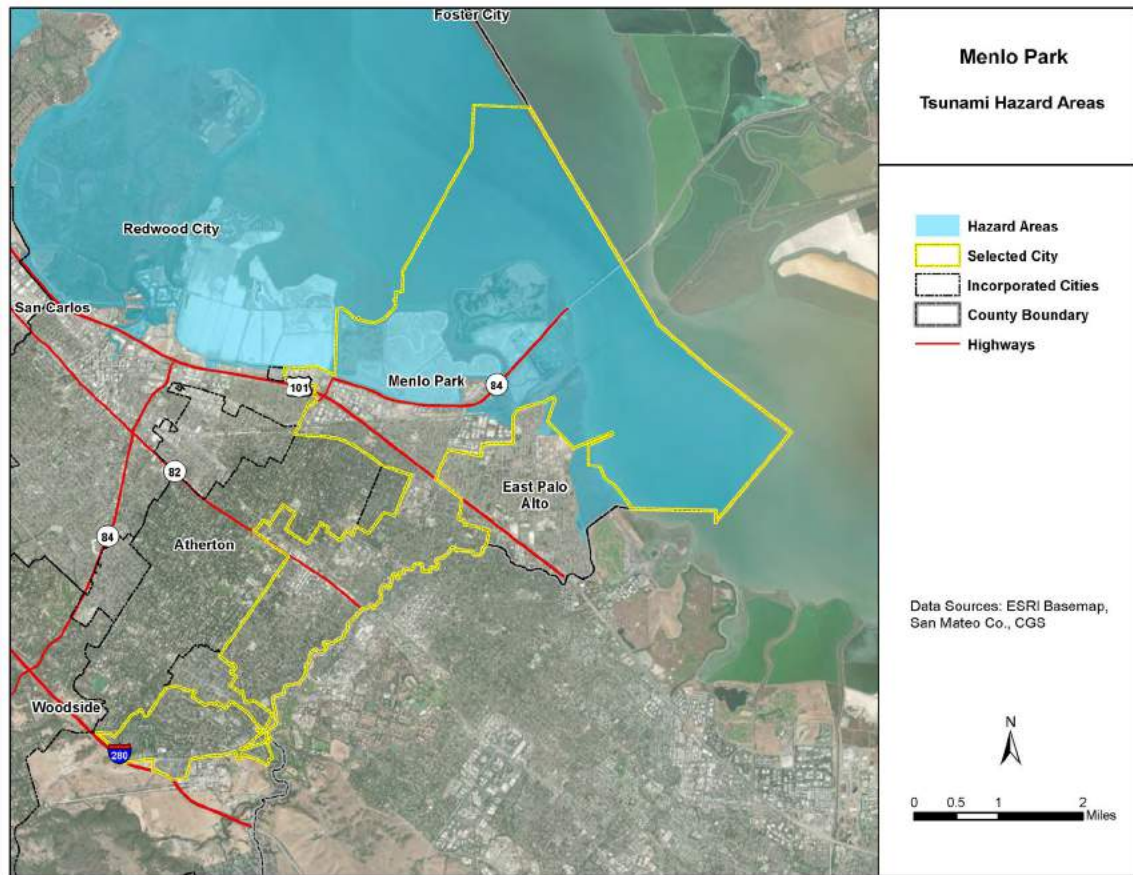 Foster City
Redwood City
San Carlos
101
Menlo Park
84
82
East Palo
Alto
Atherton
84
Woodside
280
Menlo Park
Tsunami Hazard Areas
Hazard Areas
Selected City
Incorporated Cities
County Boundary
Highways
Data Sources: ESRI Basemap,
San Mateo Co., CGS
N
0 0.5 1 2
Miles